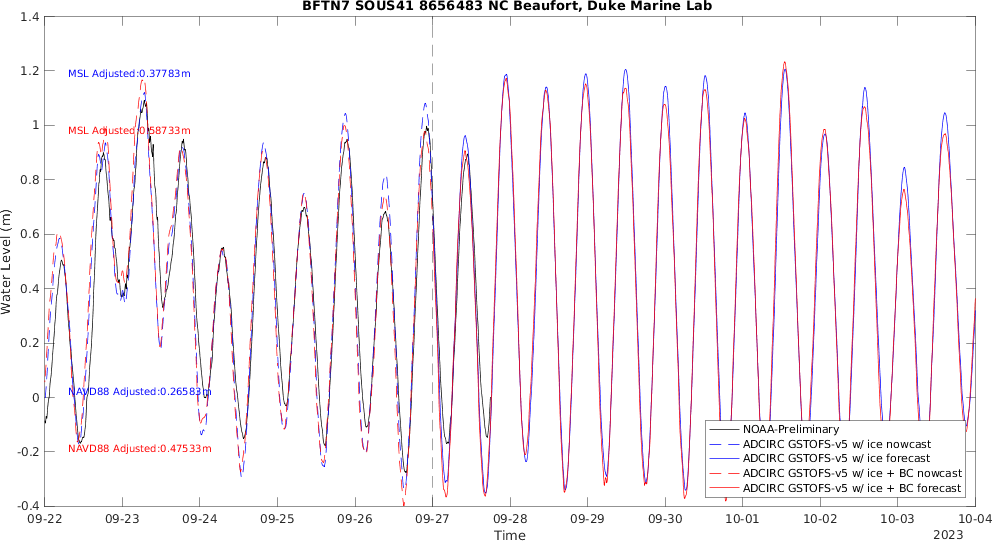 BFTN7 SOUS41 8656483 NC Beaufort, Duke Marine Lab
Water Level (m)
1.4
1.2
1
0.8
0.6
0.4
0.2
0
-0.2
-0.4
MSL Adjusted:0.37783m
MSL Adjusted:0.58733m
NAVD88 Adjusted:0.26583m
NAVD88 Adjusted:0.47533m
NOAA-Preliminary
ADCIRC GSTOFS-v5 w/ ice nowcast
ADCIRC GSTOFS-v5 w/ ice forecast
ADCIRC GSTOFS-v5 w/ ice + BC nowcast
ADCIRC GSTOFS-v5 w/ ice + BC forecast
09-22 09-23 09-24 09-25 09-26 09-27 09-28 09-29 09-30 10-01 10-02 10-03 10-04
Time
2023